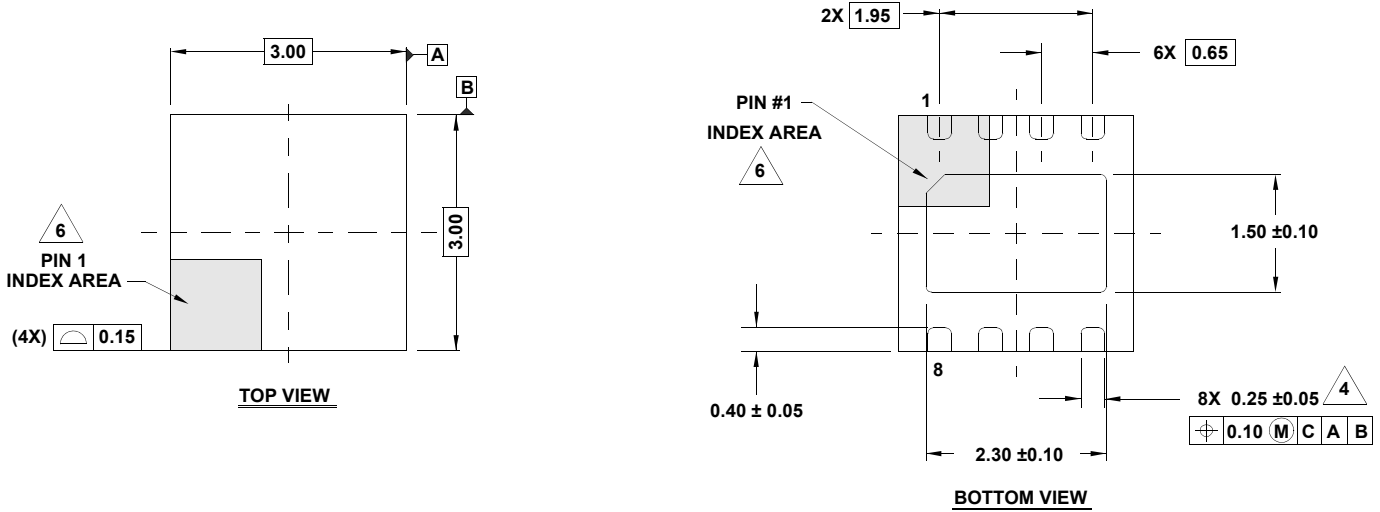 3.00
A
B
3.00
6
PIN 1
INDEX AREA
(4X) 0.15
TOP VIEW
2X 1.95
6X 0.65
PIN #1
INDEX AREA
6
1
1.50 ±0.10
8
0.40 ± 0.05
8X 0.25 ±0.05 4
0.10 M C A B
2.30 ±0.10
BOTTOM VIEW